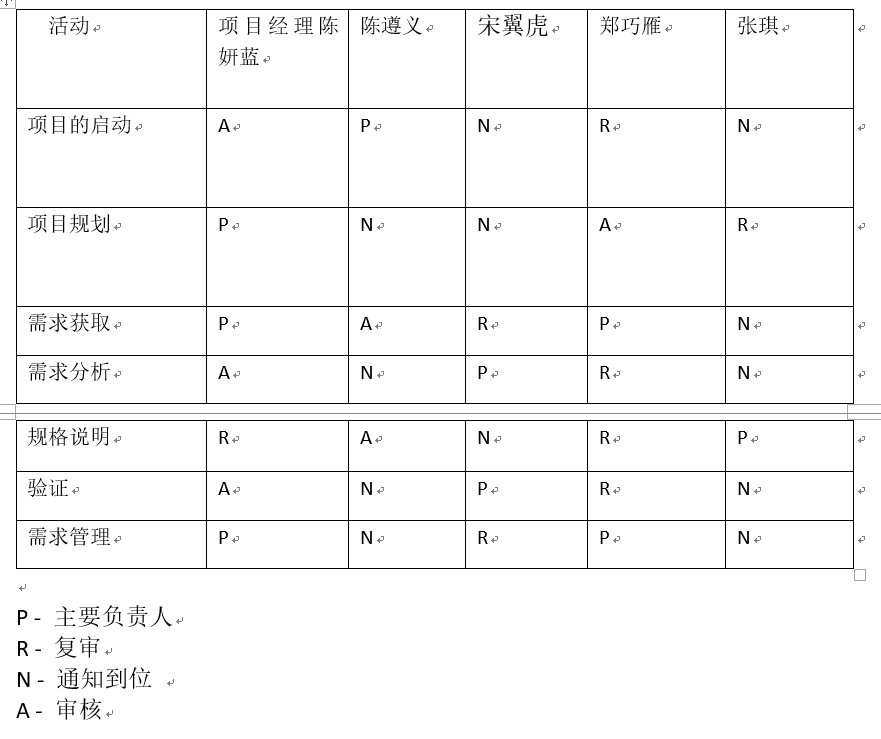 活动 项目经理陈妍蓝 陈遵义 宋翼虎 郑巧雁 张琪
项目的启动 A P N R N
项目规划 P N N A R
需求获取 P A R P N
需求分析 A N P R N
规格说明 R A N R P
验证 A N P R N
需求管理 P N R P N
P - 主要负责人
R - 复审
N - 通知到位
A - 审核